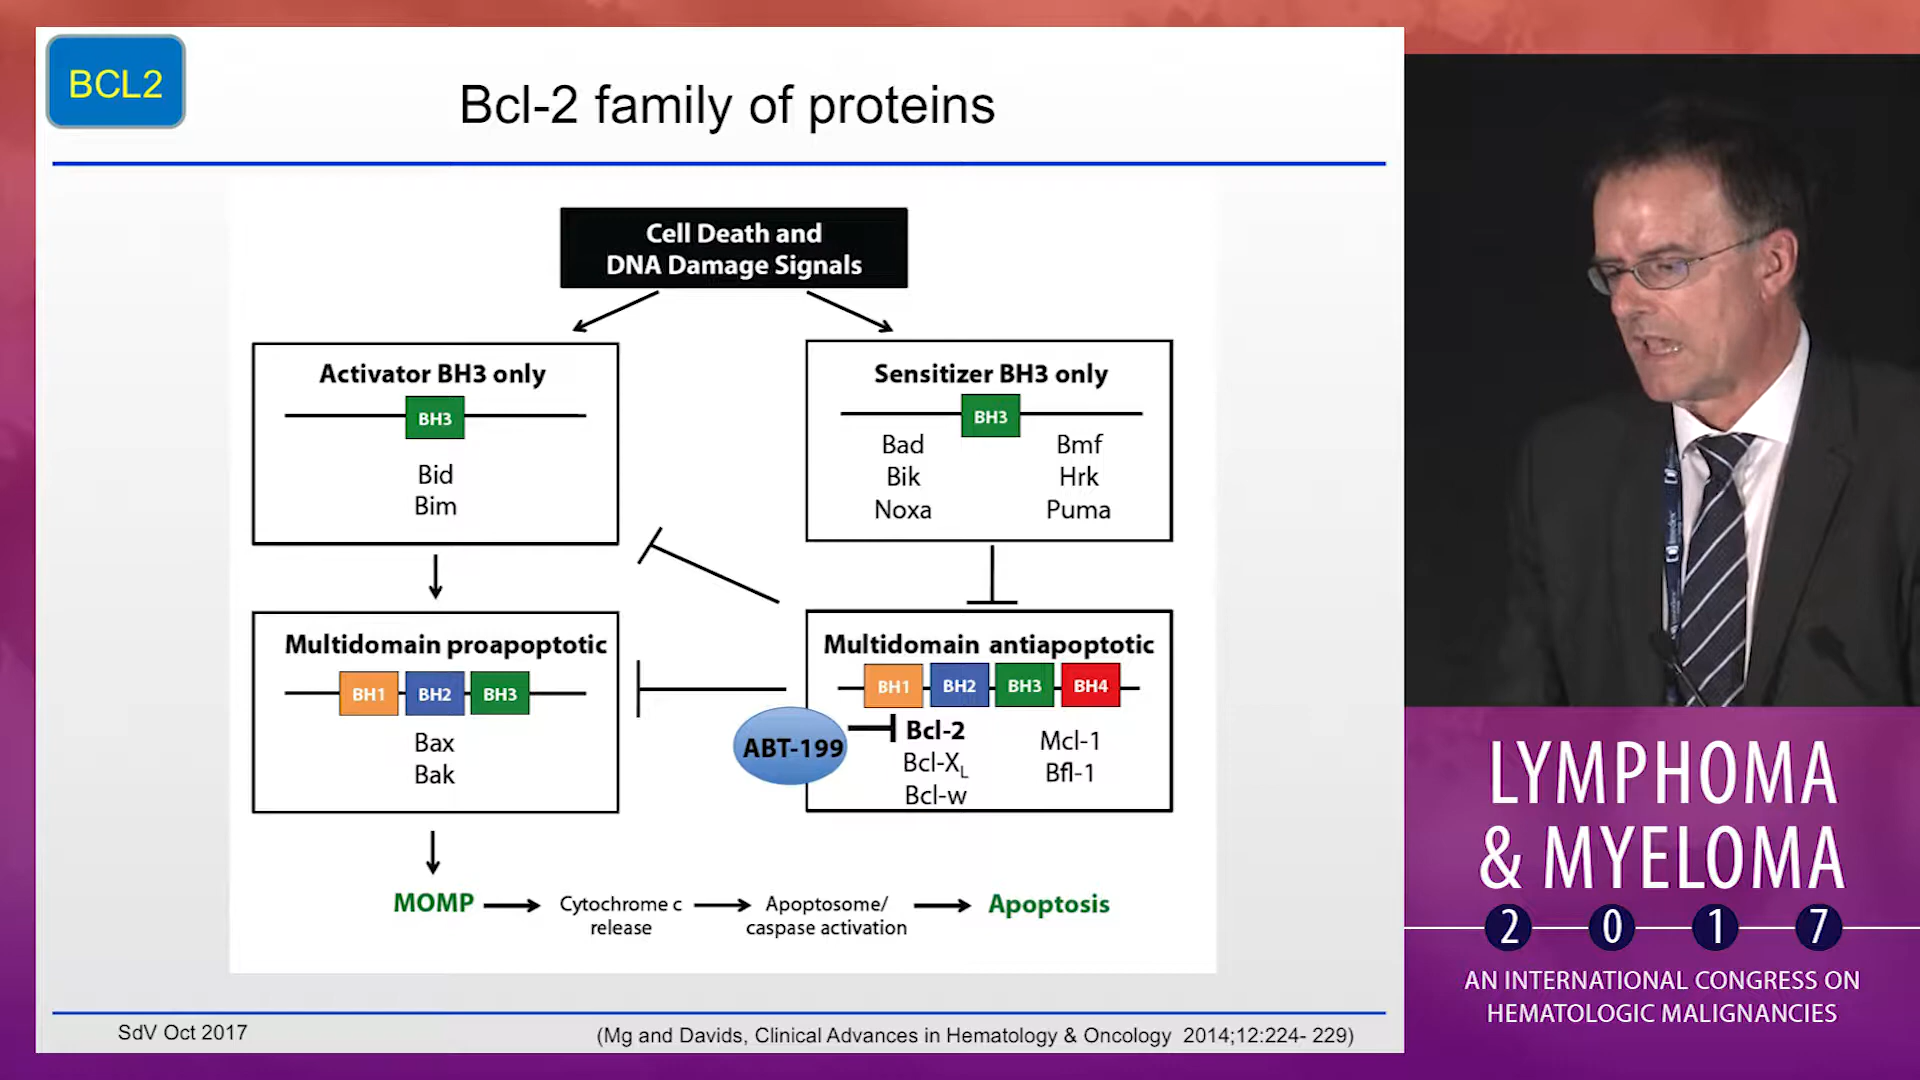 BCL2
Bcl-2 family of proteins
Cell Death and
DNA Damage Signals
Activator BH3 only
BH3
Bid
Bim
Sensitizer BH3 only
BH3
Bad Bmf
Bik Hrk
Noxa Puma
Multidomain proapoptotic
BH1 BH2 BH3
Bax
Bak
Multidomain antiapoptotic
BH1 BH2 BH3 BH4
ABT-199
Bcl-2
Bcl-XL
Bcl-w
Mcl-1
Bfl-1
MOMP
Cytochrome c
release
Apoptosome/
caspase activation
Apoptosis
SdV Oct 2017
(Mg and Davids, Clinical Advances in Hematology & Oncology 2014;12:224- 229)
LYMPHOMA
& MYELOMA
2 0 1 7
AN INTERNATIONAL CONGRESS ON
HEMATOLOGIC MALIGNANCIES